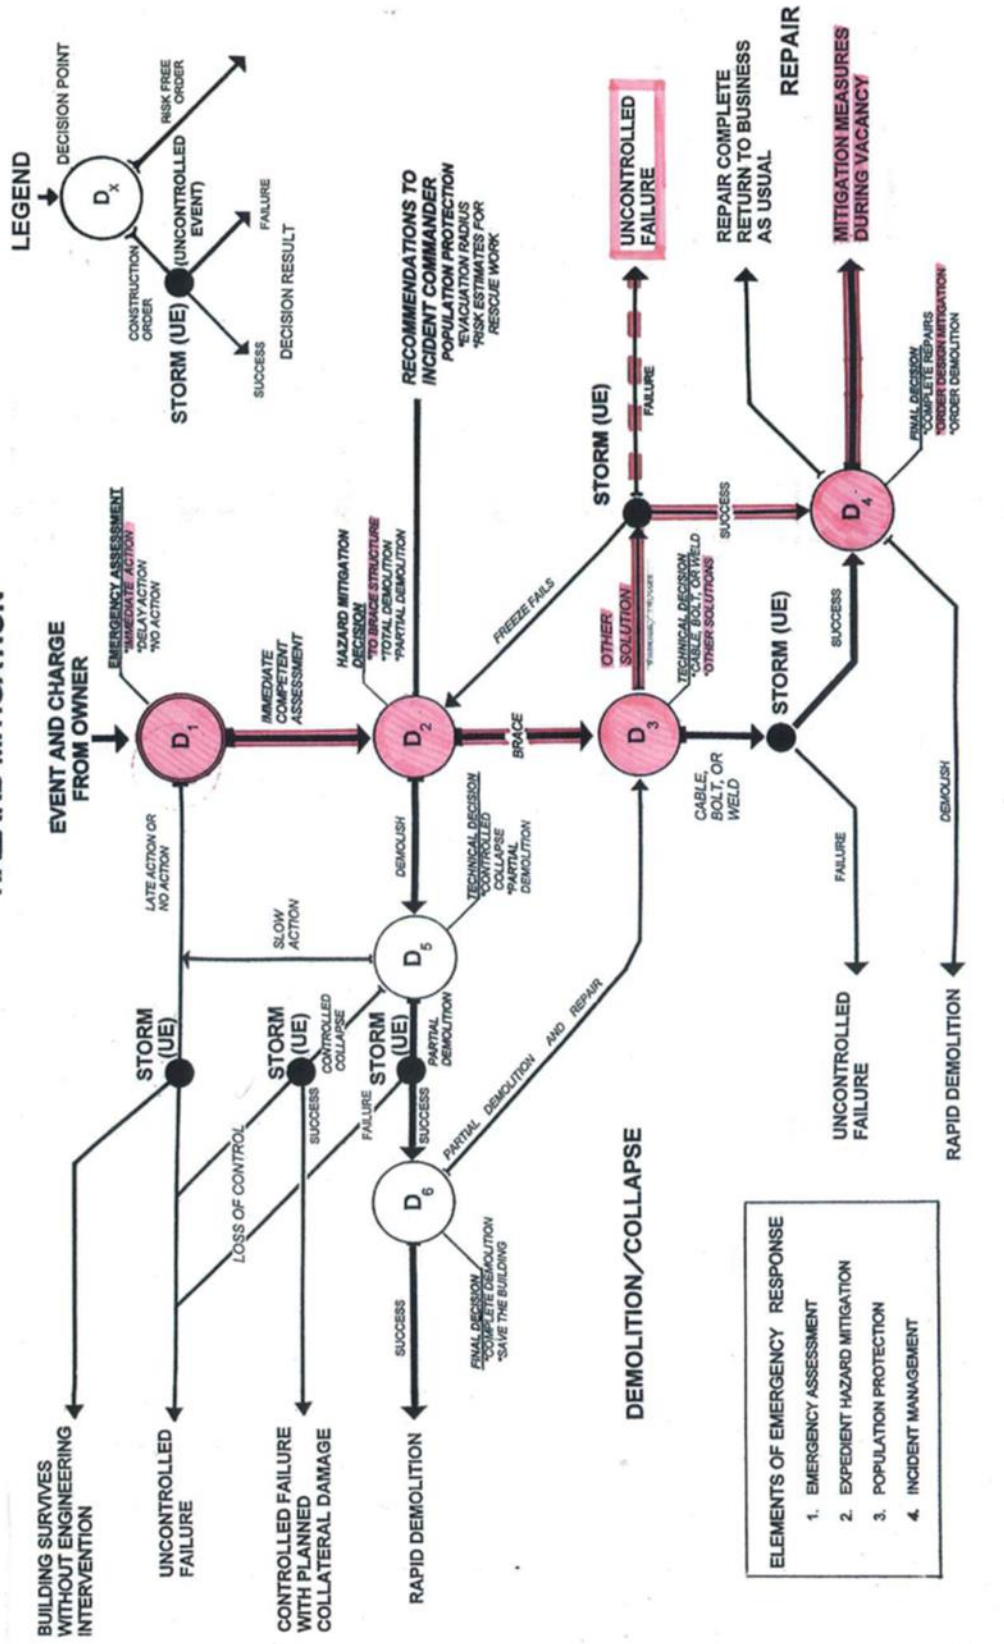 LEGEND
DECISION POINT
Dx
CONSTRUCTION
ORDER
RISK FREE
ORDER
STORM (UE)
(UNCONTROLLED
EVENT)
SUCCESS
FAILURE
DECISION RESULT
EVENT AND CHARGE
FROM OWNER
EMERGENCY ASSESSMENT
*IMMEDIATE ACTION
*DELAY ACTION
*NO ACTION
D1
LATE ACTION OR
NO ACTION
STORM
(UE)
BUILDING SURVIVES
WITHOUT ENGINEERING
INTERVENTION
UNCONTROLLED
FAILURE
IMMEDIATE
COMPETENT
ASSESSMENT
SLOW
ACTION
STORM
(UE)
CONTROLLED
COLLAPSE
LOSS OF CONTROL
SUCCESS
CONTROLLED FAILURE
WITH PLANNED
COLLATERAL DAMAGE
RECOMMENDATIONS TO
INCIDENT COMMANDER
POPULATION PROTECTION
*EVACUATION RADIUS
*RISK ESTIMATES FOR
RESCUE WORK
HAZARD MITIGATION
DECISION
*TO BRACE STRUCTURE
*TOTAL DEMOLITION
*PARTIAL DEMOLITION
D2
DEMOLISH
D5
TECHNICAL DECISION
*CONTROLLED
COLLAPSE
*PARTIAL
DEMOLITION
STORM
(UE)
PARTIAL
DEMOLITION
FAILURE
SUCCESS
D6
SUCCESS
RAPID DEMOLITION
FINAL DECISION
*COMPLETE DEMOLITION
*SAVE THE BUILDING
PARTIAL DEMOLITION AND REPAIR
FREEZE FAILS
BRACE
D3
OTHER
SOLUTION
TECHNICAL DECISION
*CABLE, BOLT, OR WELD
*OTHER SOLUTIONS
STORM (UE)
FAILURE
UNCONTROLLED
FAILURE
SUCCESS
CABLE,
BOLT, OR
WELD
STORM (UE)
SUCCESS
FAILURE
UNCONTROLLED
FAILURE
REPAIR COMPLETE
RETURN TO BUSINESS
AS USUAL
REPAIR
MITIGATION MEASURES
DURING VACANCY
D4
FINAL DECISION
*COMPLETE REPAIRS
*ORDER DESIGN MITIGATION
*ORDER DEMOLITION
DEMOLISH
RAPID DEMOLITION
DEMOLITION/COLLAPSE
ELEMENTS OF EMERGENCY RESPONSE
1. EMERGENCY ASSESSMENT
2. EXPEDIENT HAZARD MITIGATION
3. POPULATION PROTECTION
4. INCIDENT MANAGEMENT